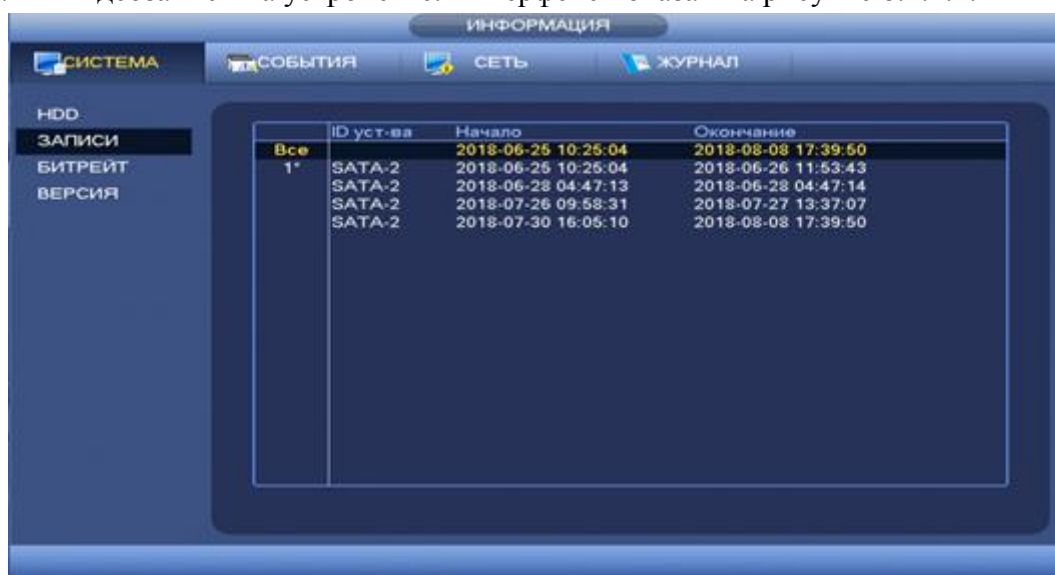 ИНФОРМАЦИЯ
СИСТЕМА СОБЫТИЯ СЕТЬ ЖУРНАЛ
HDD
ЗАПИСИ
БИТРЕЙТ
ВЕРСИЯ
ID уст-ва Начало Окончание
Все 2018-06-25 10:25:04 2018-08-08 17:39:50
1* SATA-2 2018-06-25 10:25:04 2018-06-26 11:53:43
SATA-2 2018-06-28 04:47:13 2018-06-28 04:47:14
SATA-2 2018-07-26 09:58:31 2018-07-27 13:37:07
SATA-2 2018-07-30 16:05:10 2018-08-08 17:39:50